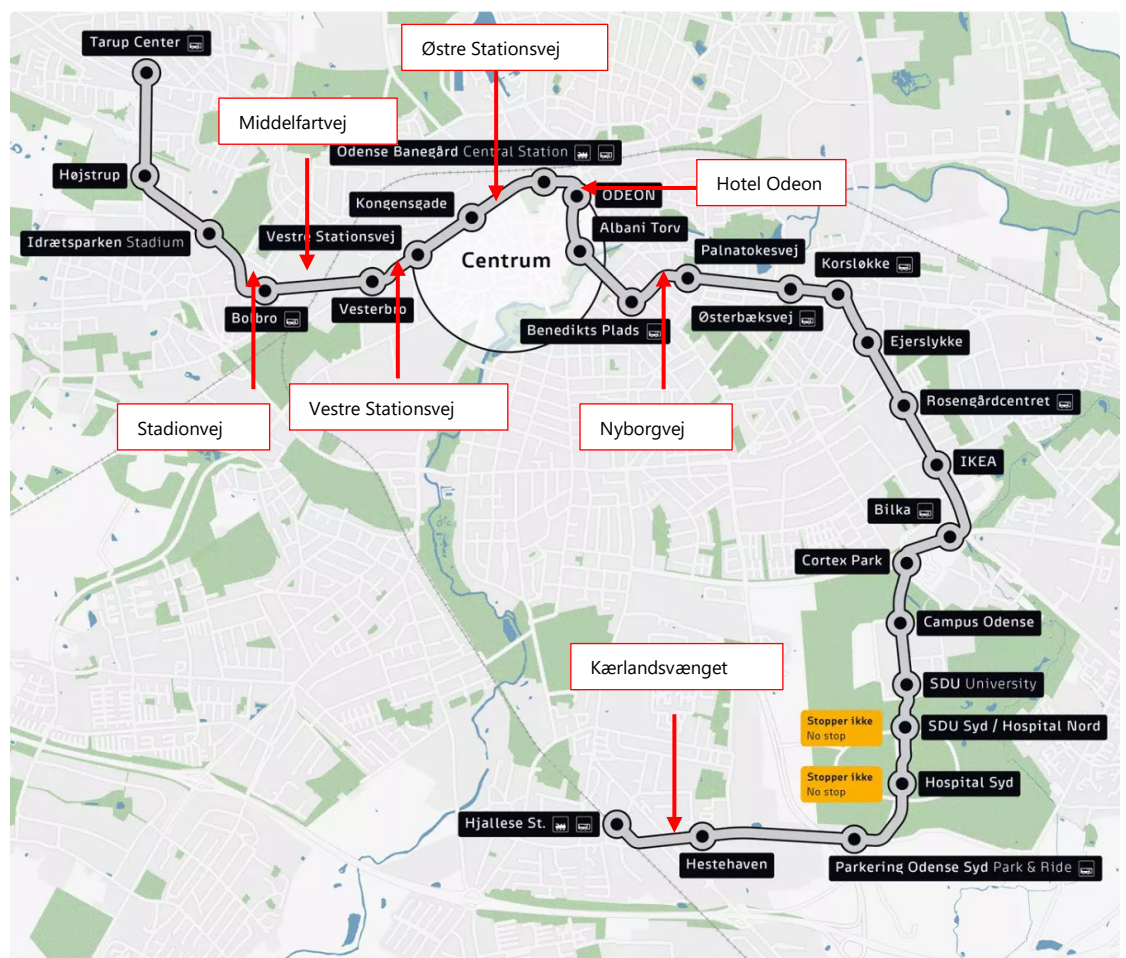 Tarup Center
Østre Stationsvej
Middelfartvej
Odense Banegård Central Station
Højstrup
Hotel Odeon
ODEON
Kongensgade
Albani Torv
Idrætsparken Stadium
Vestre Stationsvej
Centrum
Palnatokesvej
Korsløkke
Bolbro
Vesterbro
Benedikts Plads
Østerbæksvej
Ejerslykke
Vestre Stationsvej
Rosengårdcentret
Stadionvej
Nyborgvej
IKEA
Bilka
Cortex Park
Campus Odense
Kærlandsvænget
SDU University
Stopper ikke
No stop
SDU Syd / Hospital Nord
Stopper ikke
No stop
Hospital Syd
Hjallese St.
Hestehaven
Parkering Odense Syd Park & Ride